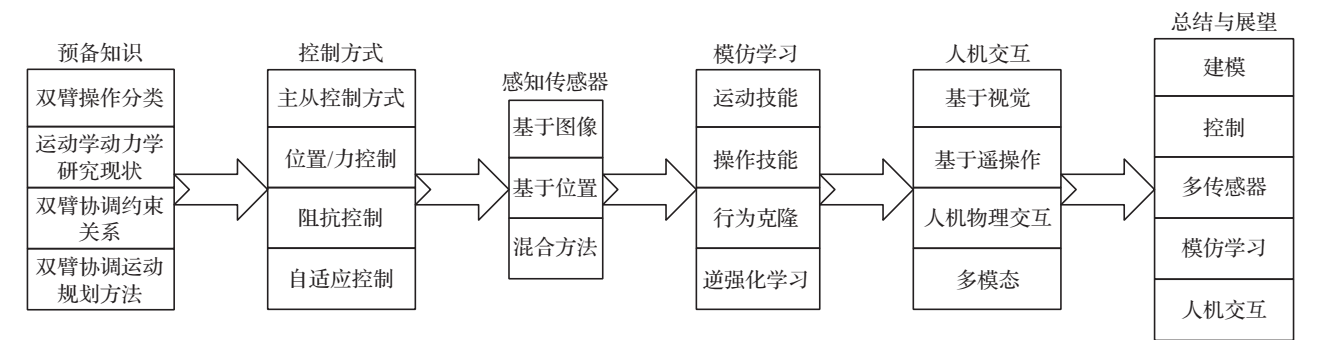 预备知识
双臂操作分类
运动学动力学
研究现状
双臂协调约束
关系
双臂协调运动
规划方法
控制方式
主从控制方式
位置/力控制
阻抗控制
自适应控制
感知传感器
基于图像
基于位置
混合方法
模仿学习
运动技能
操作技能
行为克隆
逆强化学习
人机交互
基于视觉
基于遥操作
人机物理交互
多模态
总结与展望
建模
控制
多传感器
模仿学习
人机交互